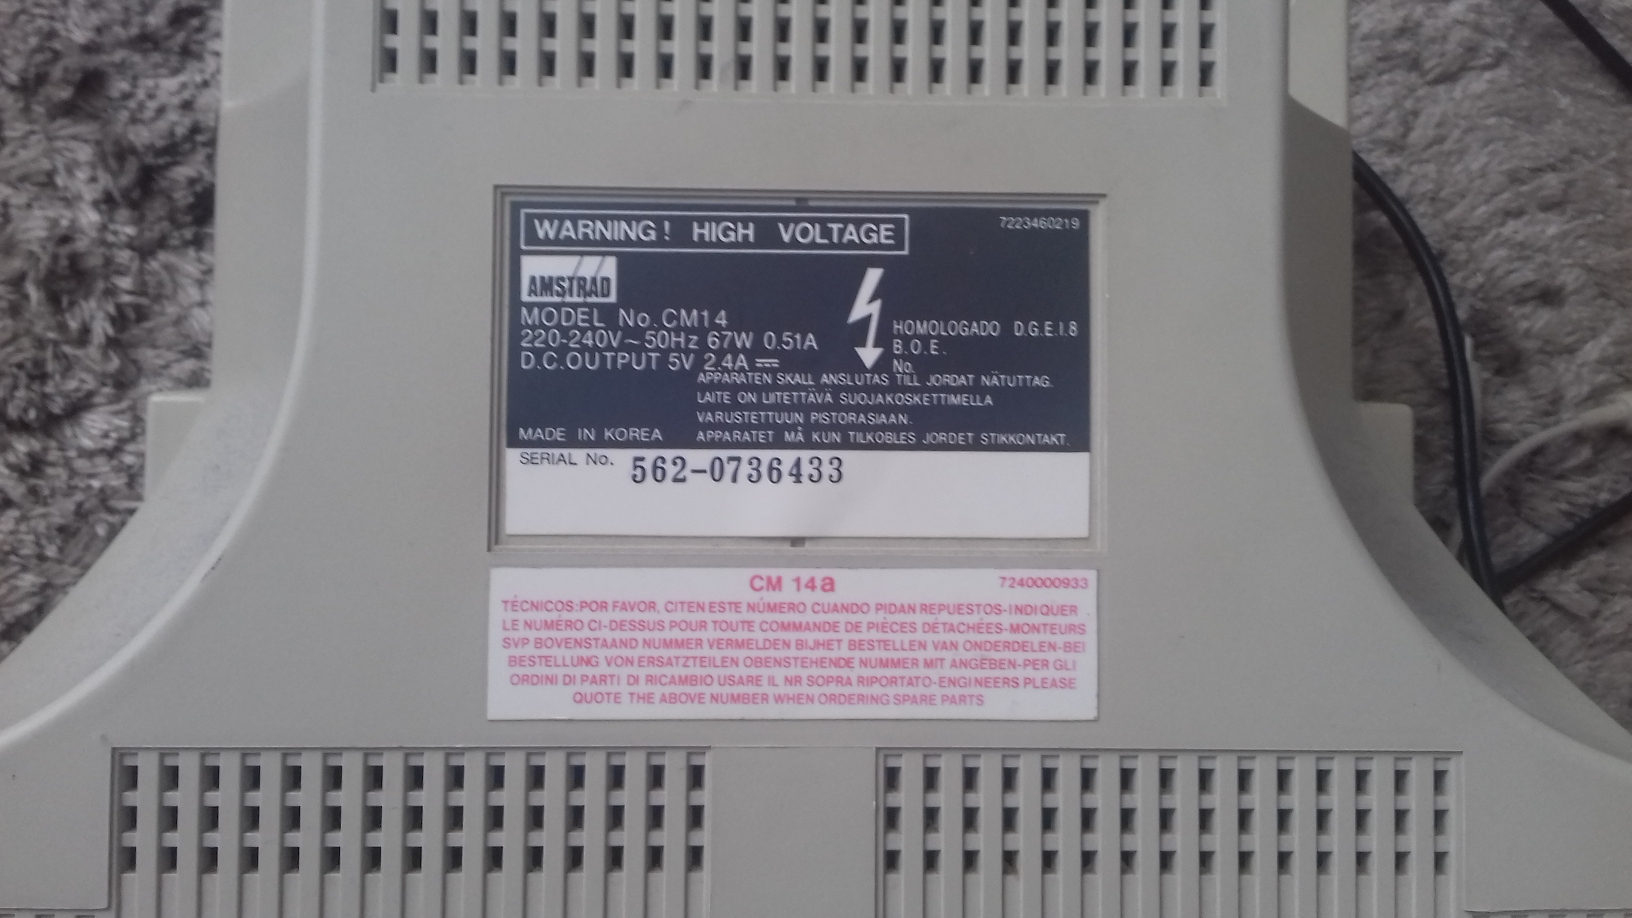 WARNING! HIGH VOLTAGE
7223460219
AMSTRAD
MODEL No.CM14
220-240V~50Hz 67W 0.51A
D.C.OUTPUT 5V 2.4A
HOMOLOGADO D.G.E.I.8
B.O.E.
No.
APPARATEN SKALL ANSLUTAS TILL JORDAT NÄTUTTAG.
LAITE ON LIITETTÄVÄ SUOJAKOSKETTIMELLA
VARUSTETTUUN PISTORASIAAN.
MADE IN KOREA
APPARATET MÅ KUN TILKOBLES JORDET STIKKONTAKT.
SERIAL No. 562-0736433
CM 14a
7240000933
TÉCNICOS:POR FAVOR, CITEN ESTE NÚMERO CUANDO PIDAN REPUESTOS-INDIQUER
LE NUMÉRO CI-DESSUS POUR TOUTE COMMANDE DE PIÈCES DÉTACHÉES-MONTEURS
SVP BOVENSTAAND NUMMER VERMELDEN BIJHET BESTELLEN VAN ONDERDELEN-BEI
BESTELLUNG VON ERSATZTEILEN OBENSTEHENDE NUMMER MIT ANGEBEN-PER GLI
ORDINI DI PARTI DI RICAMBIO USARE IL NR SOPRA RIPORTATO-ENGINEERS PLEASE
QUOTE THE ABOVE NUMBER WHEN ORDERING SPARE PARTS